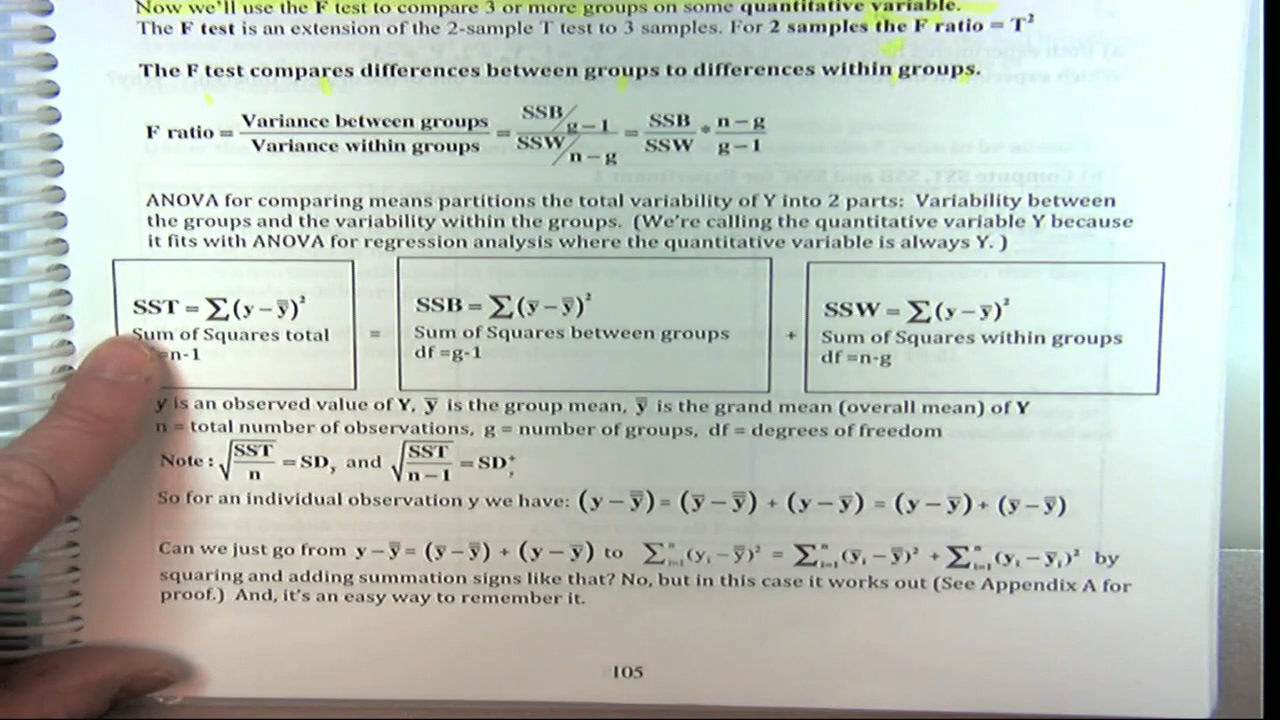 Now we'll use the F test to compare 3 or more groups on some quantitative variable.
The F test is an extension of the 2-sample T test to 3 samples. For 2 samples the F ratio = T²
The F test compares differences between groups to differences within groups.
F ratio = Variance between groups / Variance within groups = (SSB/g−1) / (SSW/n−g) = SSB/SSW * n−g/g−1
ANOVA for comparing means partitions the total variability of Y into 2 parts: Variability between
the groups and the variability within the groups. (We're calling the quantitative variable Y because
it fits with ANOVA for regression analysis where the quantitative variable is always Y. )
SST = ∑(y − y̿)²
Sum of Squares total
=n-1
=
SSB = ∑(y̅ − y̿)²
Sum of Squares between groups
df =g-1
+
SSW = ∑(y − y̅)²
Sum of Squares within groups
df =n-g
y is an observed value of Y, y̅ is the group mean, y̿ is the grand mean (overall mean) of Y
n = total number of observations, g = number of groups, df = degrees of freedom
Note: √(SST/n) = SD, and √(SST/n−1) = SD⁺
So for an individual observation y we have: (y − y̿) = (y̅ − y̿) + (y − y̅) = (y − y̅) + (y̅ − y̿)
Can we just go from y − y̿ = (y̅ − y̿) + (y − y̅) to ∑ⁿᵢ₌₁(yᵢ − y̿)² = ∑ⁿᵢ₌₁(y̅ᵢ − y̿)² + ∑ⁿᵢ₌₁(yᵢ − y̅ᵢ)² by
squaring and adding summation signs like that? No, but in this case it works out (See Appendix A for
proof.) And, it's an easy way to remember it.
105